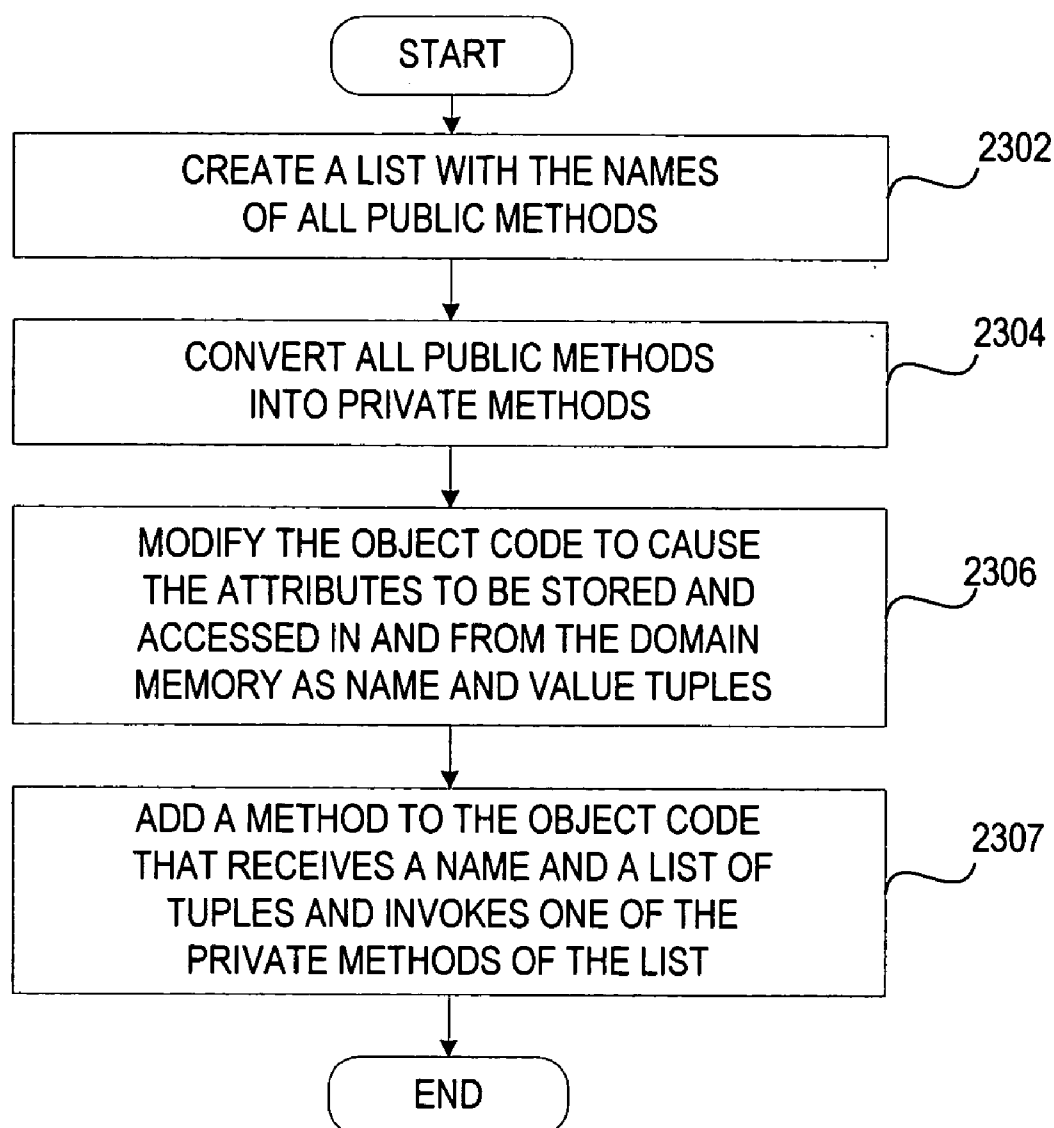 START
CREATE A LIST WITH THE NAMES
OF ALL PUBLIC METHODS
2302
CONVERT ALL PUBLIC METHODS
INTO PRIVATE METHODS
2304
MODIFY THE OBJECT CODE TO CAUSE
THE ATTRIBUTES TO BE STORED AND
ACCESSED IN AND FROM THE DOMAIN
MEMORY AS NAME AND VALUE TUPLES
2306
ADD A METHOD TO THE OBJECT CODE
THAT RECEIVES A NAME AND A LIST OF
TUPLES AND INVOKES ONE OF THE
PRIVATE METHODS OF THE LIST
2307
END